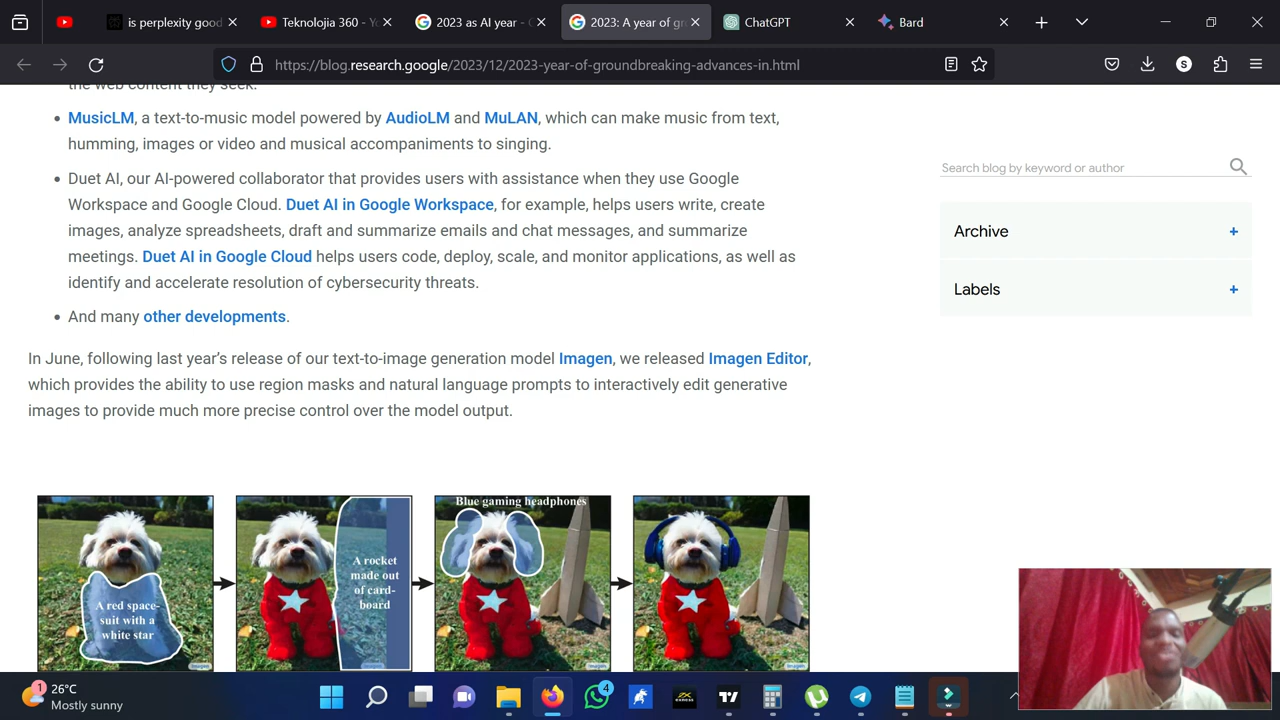 is perplexity good
Teknolojia 360 - Yo
2023 as AI year - G
2023: A year of gr
ChatGPT
Bard
https://blog.research.google/2023/12/2023-year-of-groundbreaking-advances-in.html
S
the web content they seek.
MusicLM, a text-to-music model powered by AudioLM and MuLAN, which can make music from text,
humming, images or video and musical accompaniments to singing.
Duet AI, our AI-powered collaborator that provides users with assistance when they use Google
Workspace and Google Cloud. Duet AI in Google Workspace, for example, helps users write, create
images, analyze spreadsheets, draft and summarize emails and chat messages, and summarize
meetings. Duet AI in Google Cloud helps users code, deploy, scale, and monitor applications, as well as
identify and accelerate resolution of cybersecurity threats.
And many other developments.
In June, following last year's release of our text-to-image generation model Imagen, we released Imagen Editor,
which provides the ability to use region masks and natural language prompts to interactively edit generative
images to provide much more precise control over the model output.
Search blog by keyword or author
Archive +
Labels +
A red space-
suit with a
white star
A rocket
made out
of card-
board
Blue gaming headphones
1
26°C
Mostly sunny
4